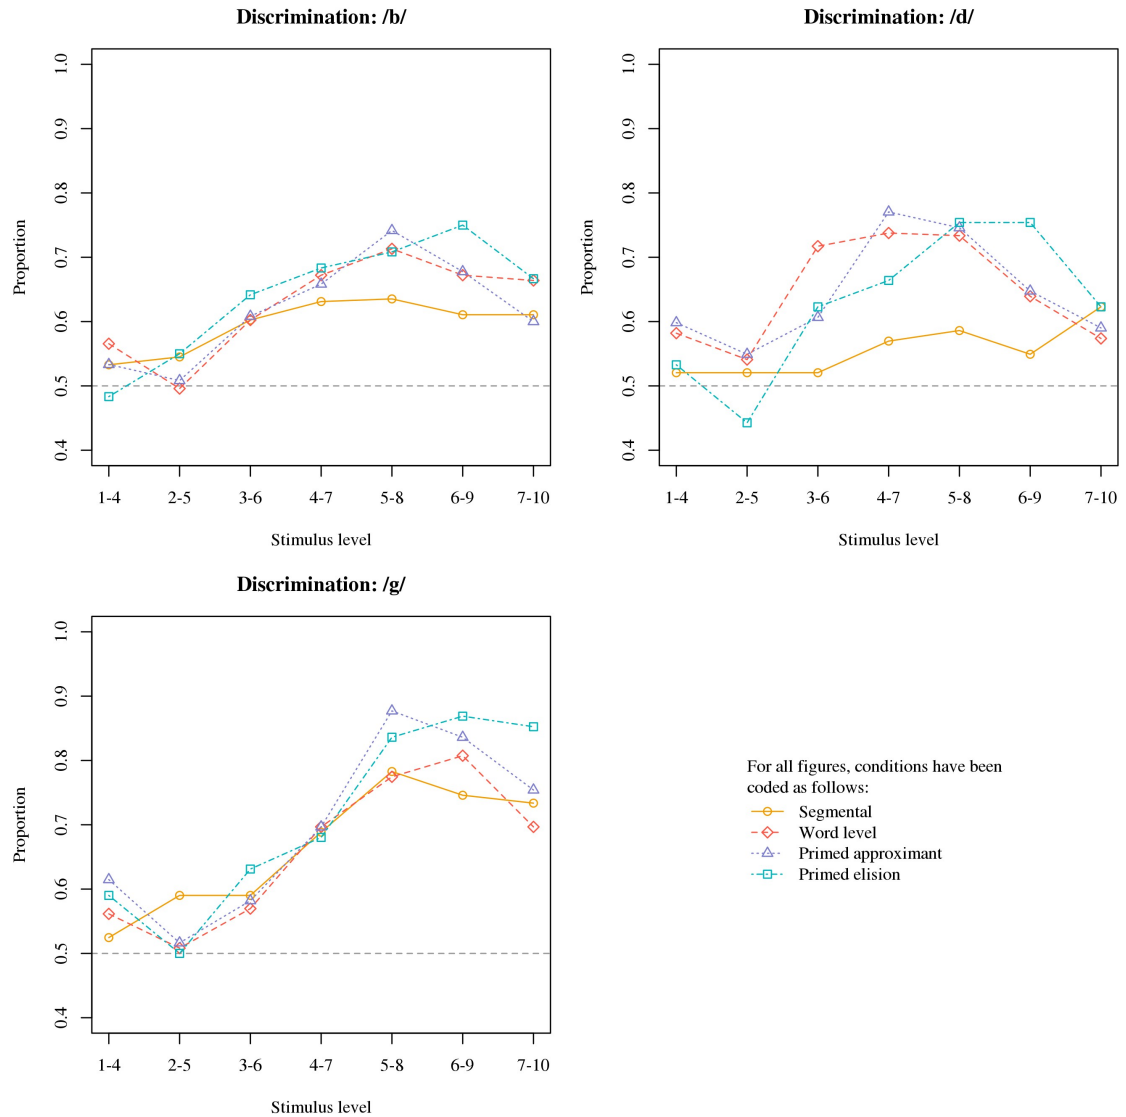 Discrimination: /b/
Proportion
1.0
0.9
0.8
0.7
0.6
0.5
0.4
1-4 2-5 3-6 4-7 5-8 6-9 7-10
Stimulus level
Discrimination: /d/
Proportion
1.0
0.9
0.8
0.7
0.6
0.5
0.4
1-4 2-5 3-6 4-7 5-8 6-9 7-10
Stimulus level
Discrimination: /g/
Proportion
1.0
0.9
0.8
0.7
0.6
0.5
0.4
1-4 2-5 3-6 4-7 5-8 6-9 7-10
Stimulus level
For all figures, conditions have been
coded as follows:
Segmental
Word level
Primed approximant
Primed elision